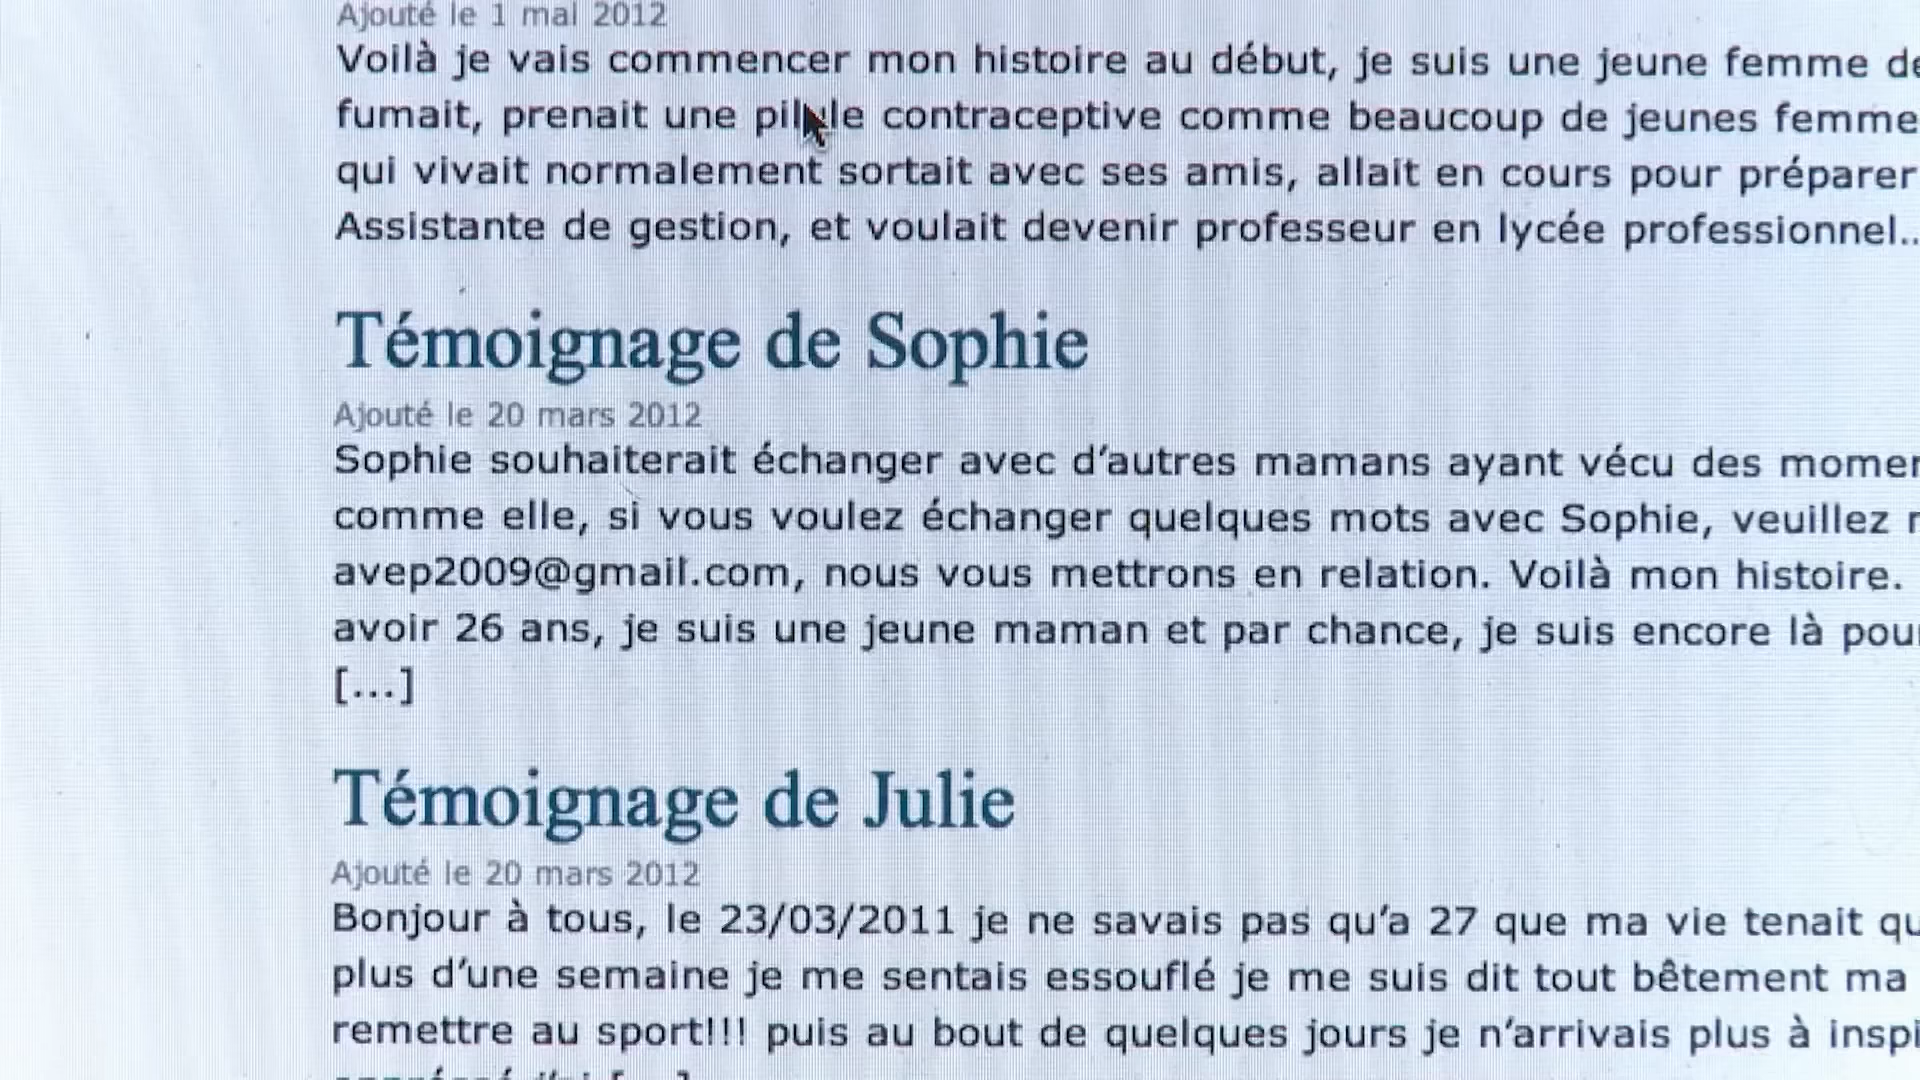 Ajouté le 1 mai 2012
Voilà je vais commencer mon histoire au début, je suis une jeune femme
fumait, prenait une pilule contraceptive comme beaucoup de jeunes femme
qui vivait normalement sortait avec ses amis, allait en cours pour préparer
Assistante de gestion, et voulait devenir professeur en lycée professionnel..
Témoignage de Sophie
Ajouté le 20 mars 2012
Sophie souhaiterait échanger avec d'autres mamans ayant vécu des
comme elle, si vous voulez échanger quelques mots avec Sophie, veuillez
avep2009@gmail.com, nous vous mettrons en relation. Voilà mon histoire.
avoir 26 ans, je suis une jeune maman et par chance, je suis encore là
[...]
Témoignage de Julie
Ajouté le 20 mars 2012
Bonjour à tous, le 23/03/2011 je ne savais pas qu'a 27 que ma vie tenait
plus d'une semaine je me sentais essouflé je me suis dit tout bêtement ma
remettre au sport!!! puis au bout de quelques jours je n'arrivais plus à